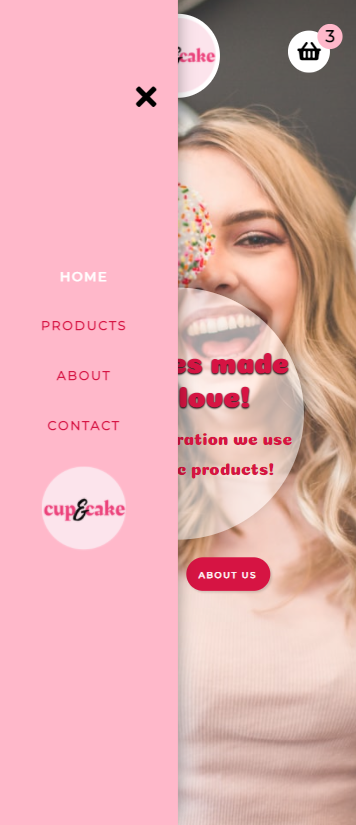 &cake
3
HOME
PRODUCTS
ABOUT
CONTACT
cup&cake
es made
love!
ration we use
c products!
ABOUT US